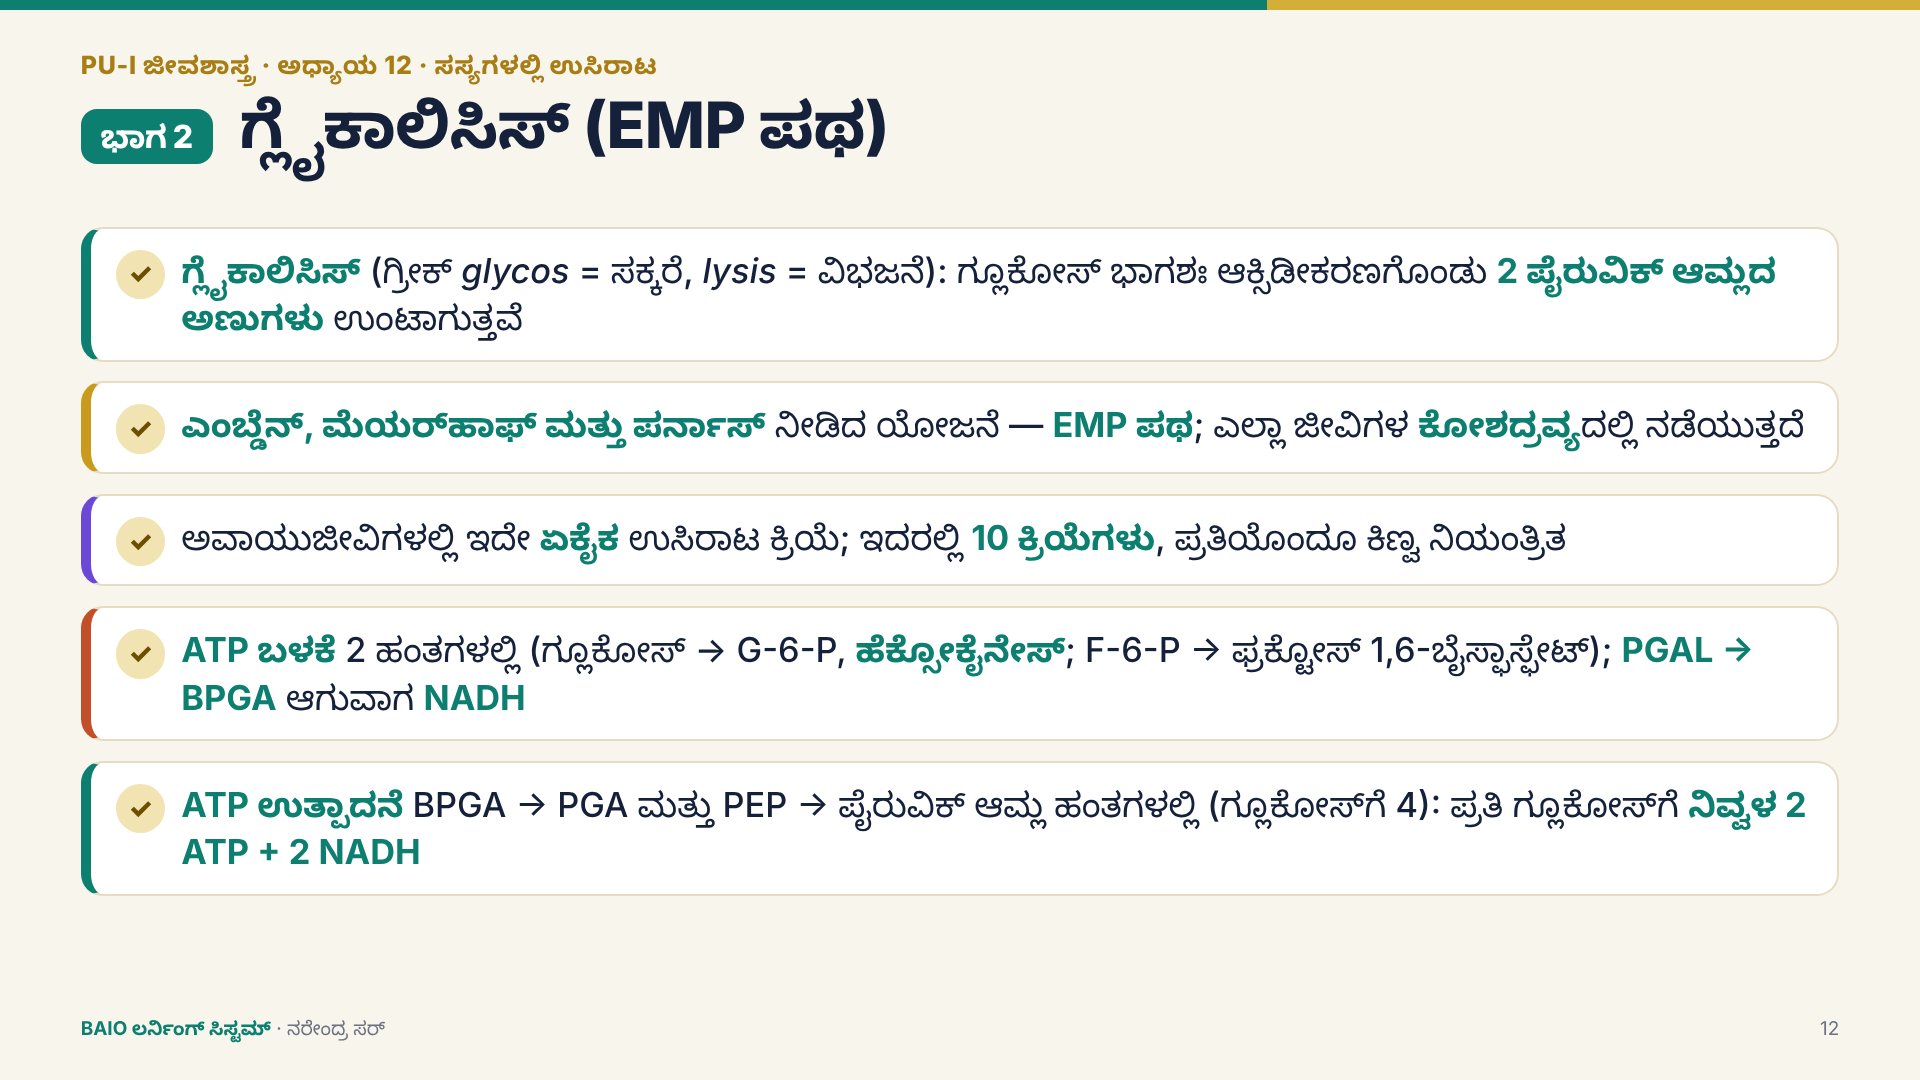 PU-I ಜೀವಶಾಸ್ತ್ರ · ಅಧ್ಯಾಯ 12 · ಸಸ್ಯಗಳಲ್ಲಿ ಉಸಿರಾಟ
ಭಾಗ 2 ಗ್ಲೈಕಾಲಿಸಿಸ್ (EMP ಪಥ)
ಗ್ಲೈಕಾಲಿಸಿಸ್ (ಗ್ರೀಕ್ glycos = ಸಕ್ಕರೆ, lysis = ವಿಭಜನೆ): ಗ್ಲೂಕೋಸ್ ಭಾಗಶಃ ಆಕ್ಸಿಡೀಕರಣಗೊಂಡು 2 ಪೈರುವಿಕ್ ಆಮ್ಲದ
ಅಣುಗಳು ಉಂಟಾಗುತ್ತವೆ
ಎಂಬ್ಡೆನ್, ಮೆಯರ್‌ಹಾಫ್ ಮತ್ತು ಪರ್ನಾಸ್ ನೀಡಿದ ಯೋಜನೆ — EMP ಪಥ; ಎಲ್ಲಾ ಜೀವಿಗಳ ಕೋಶದ್ರವ್ಯದಲ್ಲಿ ನಡೆಯುತ್ತದೆ
ಅವಾಯುಜೀವಿಗಳಲ್ಲಿ ಇದೇ ಏಕೈಕ ಉಸಿರಾಟ ಕ್ರಿಯೆ; ಇದರಲ್ಲಿ 10 ಕ್ರಿಯೆಗಳು, ಪ್ರತಿಯೊಂದೂ ಕಿಣ್ವ ನಿಯಂತ್ರಿತ
ATP ಬಳಕೆ 2 ಹಂತಗಳಲ್ಲಿ (ಗ್ಲೂಕೋಸ್ → G-6-P, ಹೆಕ್ಸೋಕೈನೇಸ್; F-6-P → ಫ್ರಕ್ಟೋಸ್ 1,6-ಬೈಸ್ಫಾಸ್ಫೇಟ್); PGAL →
BPGA ಆಗುವಾಗ NADH
ATP ಉತ್ಪಾದನೆ BPGA → PGA ಮತ್ತು PEP → ಪೈರುವಿಕ್ ಆಮ್ಲ ಹಂತಗಳಲ್ಲಿ (ಗ್ಲೂಕೋಸ್‌ಗೆ 4): ಪ್ರತಿ ಗ್ಲೂಕೋಸ್‌ಗೆ ನಿವ್ವಳ 2
ATP + 2 NADH
BAIO ಲರ್ನಿಂಗ್ ಸಿಸ್ಟಮ್ · ನರೇಂದ್ರ ಸರ್
12